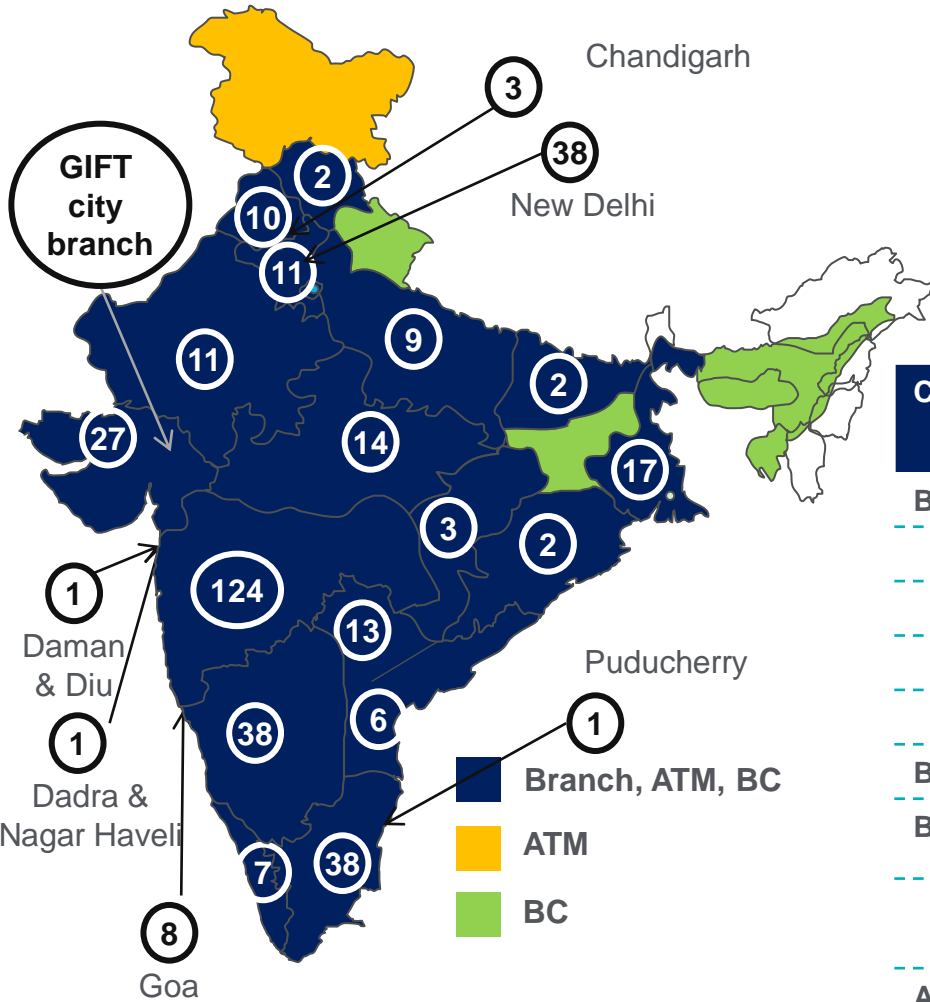 Chandigarh
3
38
New Delhi
GIFT
city
branch
2
10
11
9
11
2
27
14
17
3
2
124
1
Daman
& Diu
13
Puducherry
1
38
6
1
Dadra &
Nagar Haveli
Branch, ATM, BC
ATM
BC
7
38
8
Goa
C
B
B
B
A